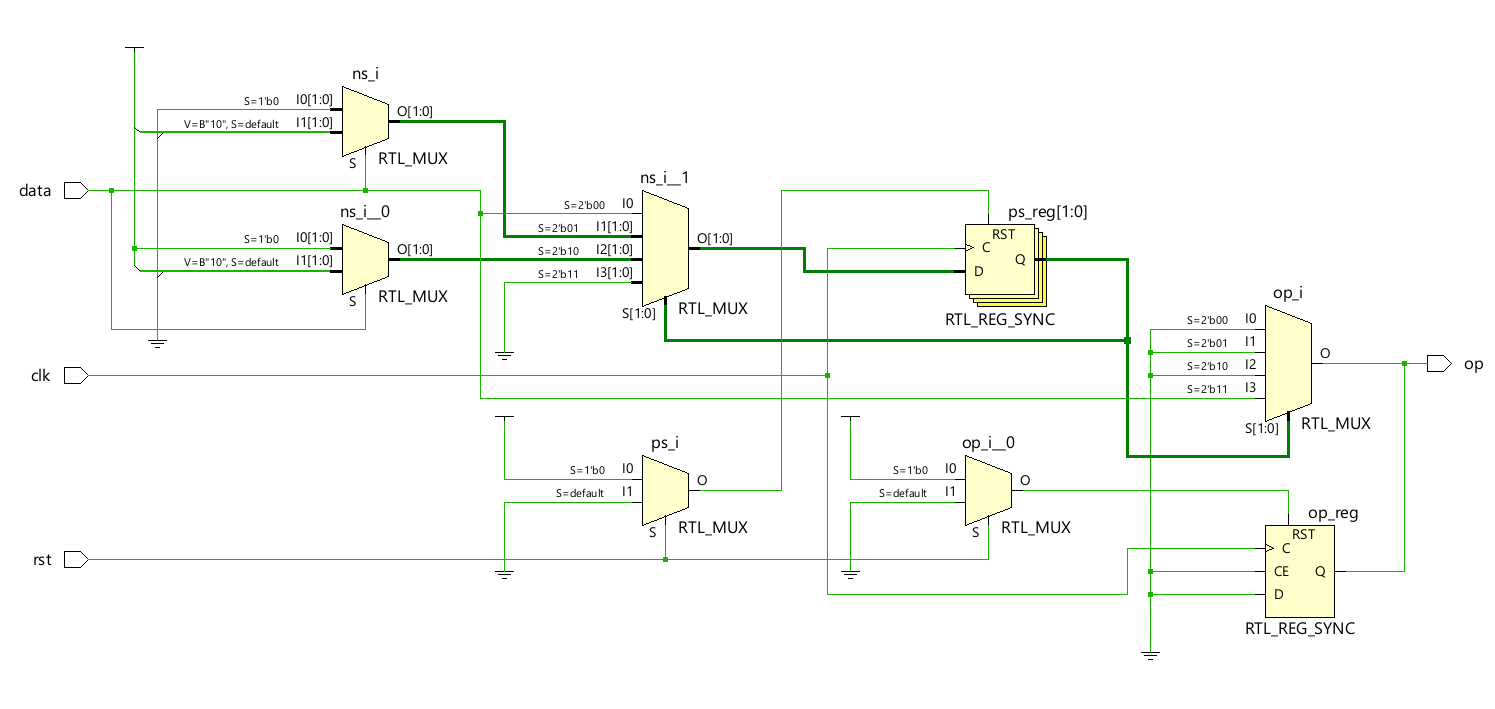 ns_i
S=1'b0 I0[1:0] O[1:0]
V=B"10", S=default I1[1:0]
S RTL_MUX
data
ns_i__0
S=1'b0 I0[1:0] O[1:0]
V=B"10", S=default I1[1:0]
S RTL_MUX
ns_i__1
S=2'b00 I0
S=2'b01 I1[1:0] O[1:0]
S=2'b10 I2[1:0]
S=2'b11 I3[1:0]
S[1:0] RTL_MUX
ps_reg[1:0]
RST
C
Q
D
RTL_REG_SYNC
clk
op_i
S=2'b00 I0
S=2'b01 I1 O
S=2'b10 I2
S=2'b11 I3
S[1:0] RTL_MUX
op
ps_i
S=1'b0 I0 O
S=default I1
S RTL_MUX
op_i__0
S=1'b0 I0 O
S=default I1
S RTL_MUX
rst
op_reg
RST
C
CE Q
D
RTL_REG_SYNC